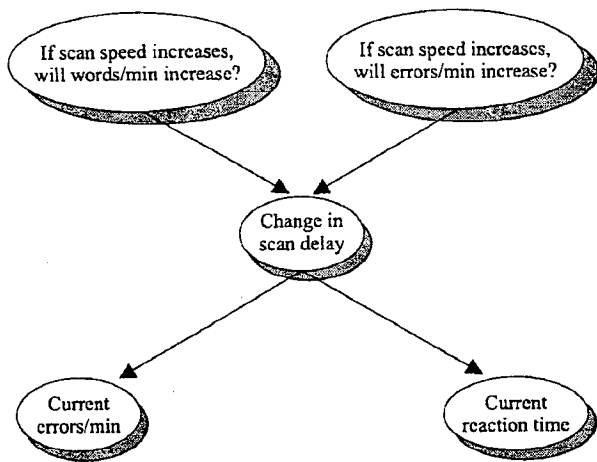 If scan speed increases,
will words/min increase?
If scan speed increases,
will errors/min increase?
Change in
scan delay
Current
errors/min
Current
reaction time